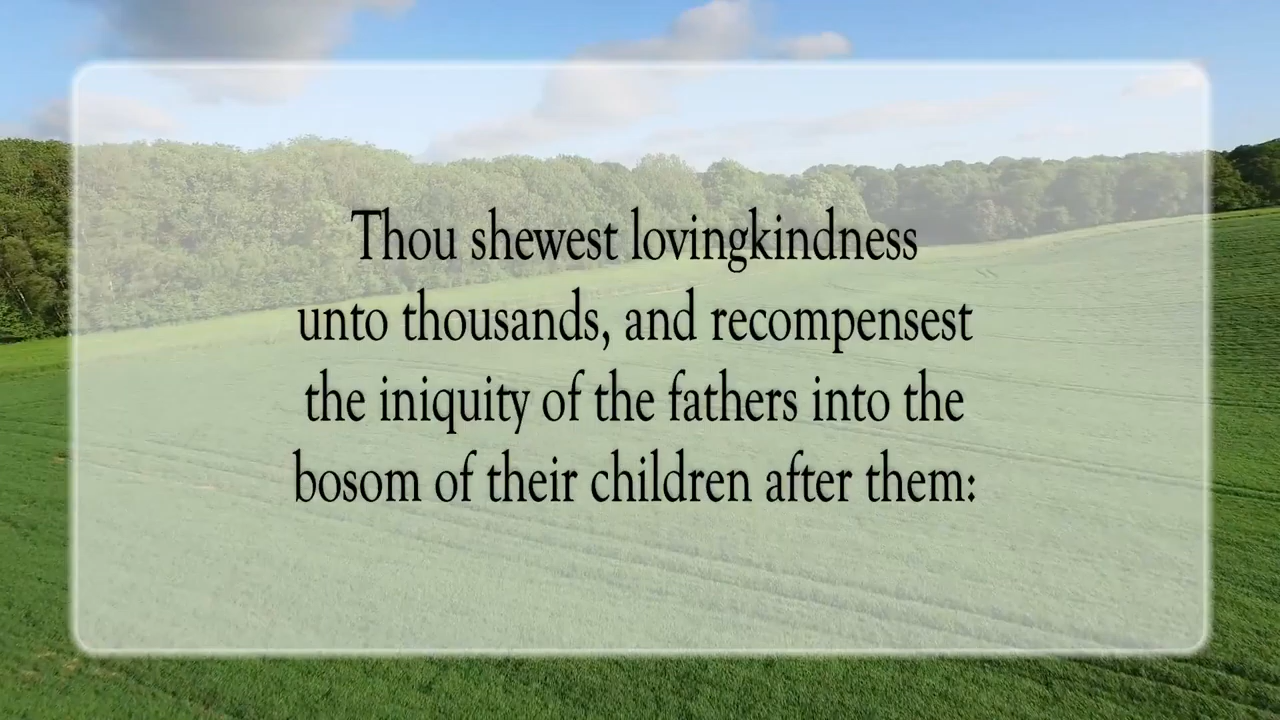 Thou shewest lovingkindness
unto thousands, and recompensest
the iniquity of the fathers into the
bosom of their children after them: